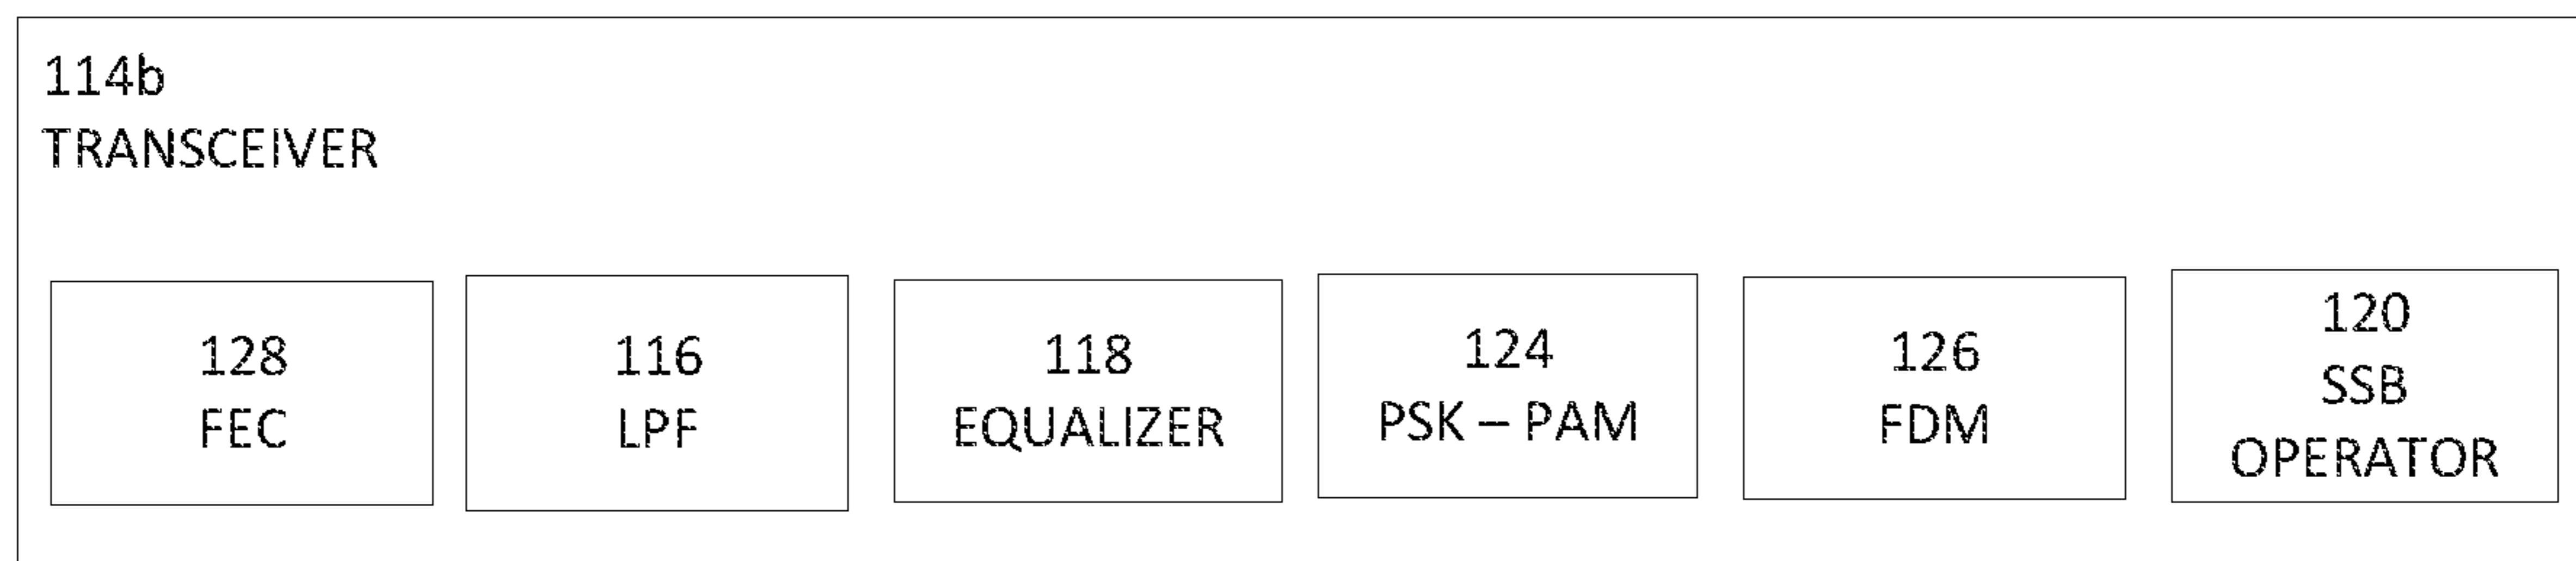 114b
TRANSCEIVER
128
FEC
116
LPF
118
EQUALIZER
124
PSK – PAM
126
FDM
120
SSB
OPERATOR